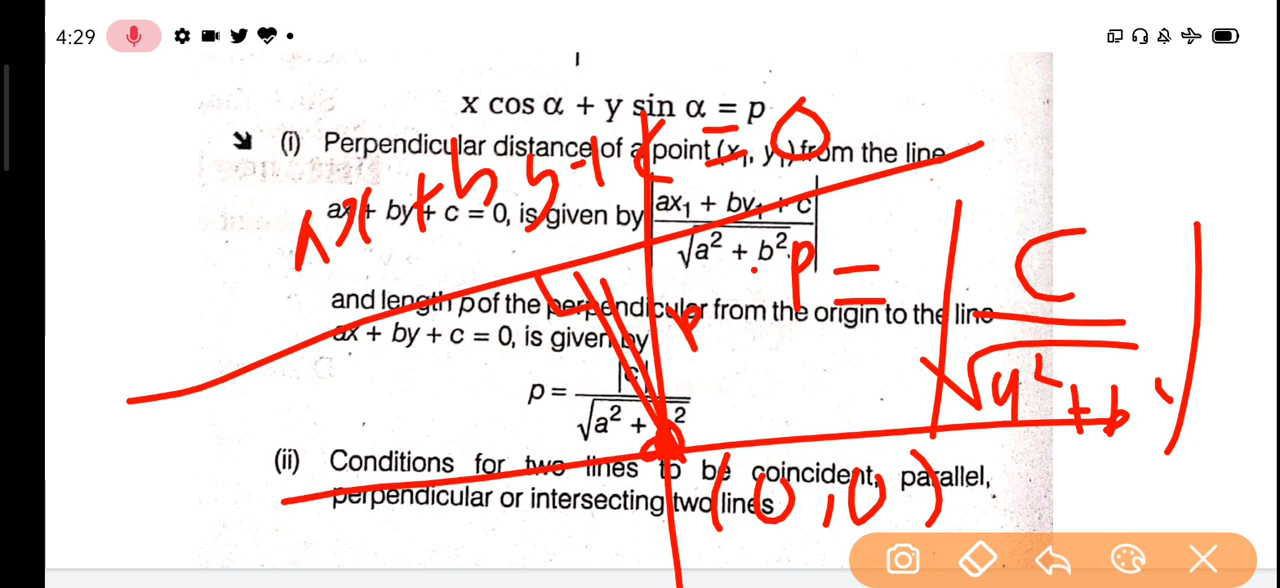 4:29
x cos α + y sin α = p
(i) Perpendicular distance of a point (x₁, y₁) from the line
ax + by + c = 0, is given by |ax₁ + by₁ + c| / √a² + b²
and length p of the perpendicular from the origin to the line
ax + by + c = 0, is given by
p = |c| / √a² + 2
(ii) Conditions for two lines to be coincident, parallel,
perpendicular or intersecting two lines
= 0
p
p = | C / √ + b |
(0,0)